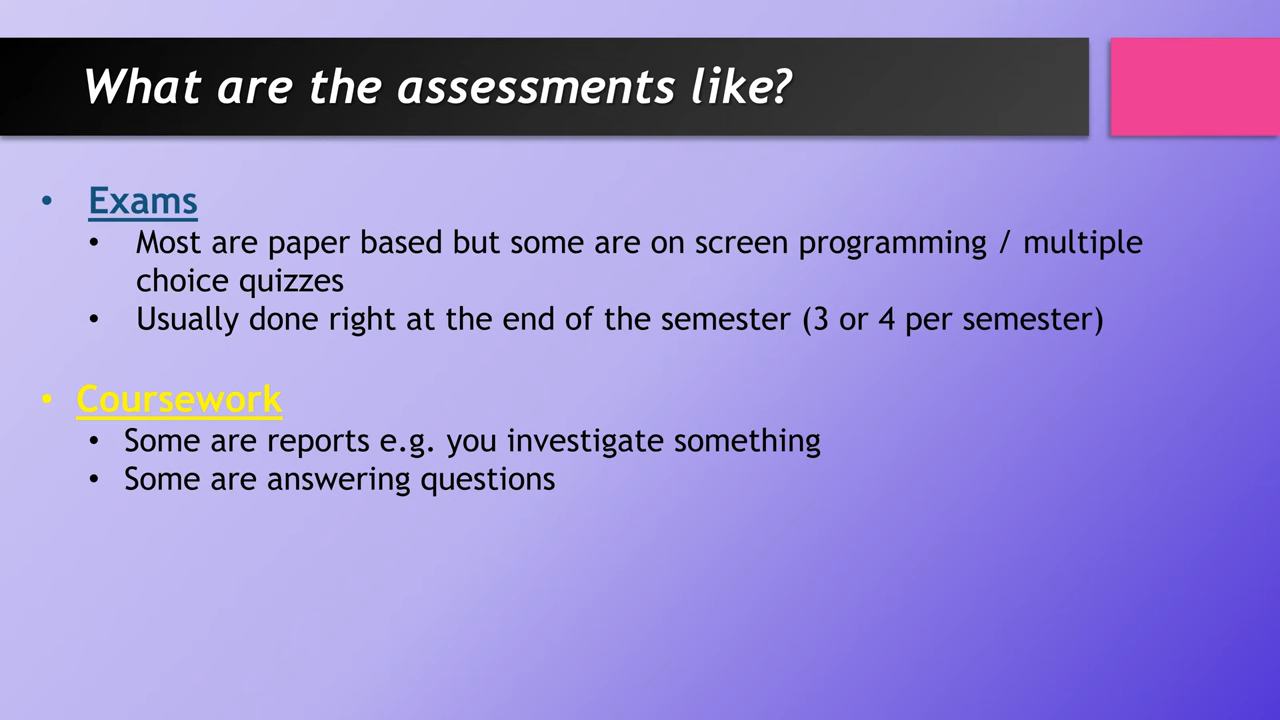 What are the assessments like?
• Exams
• Most are paper based but some are on screen programming / multiple
choice quizzes
• Usually done right at the end of the semester (3 or 4 per semester)
• Coursework
• Some are reports e.g. you investigate something
• Some are answering questions